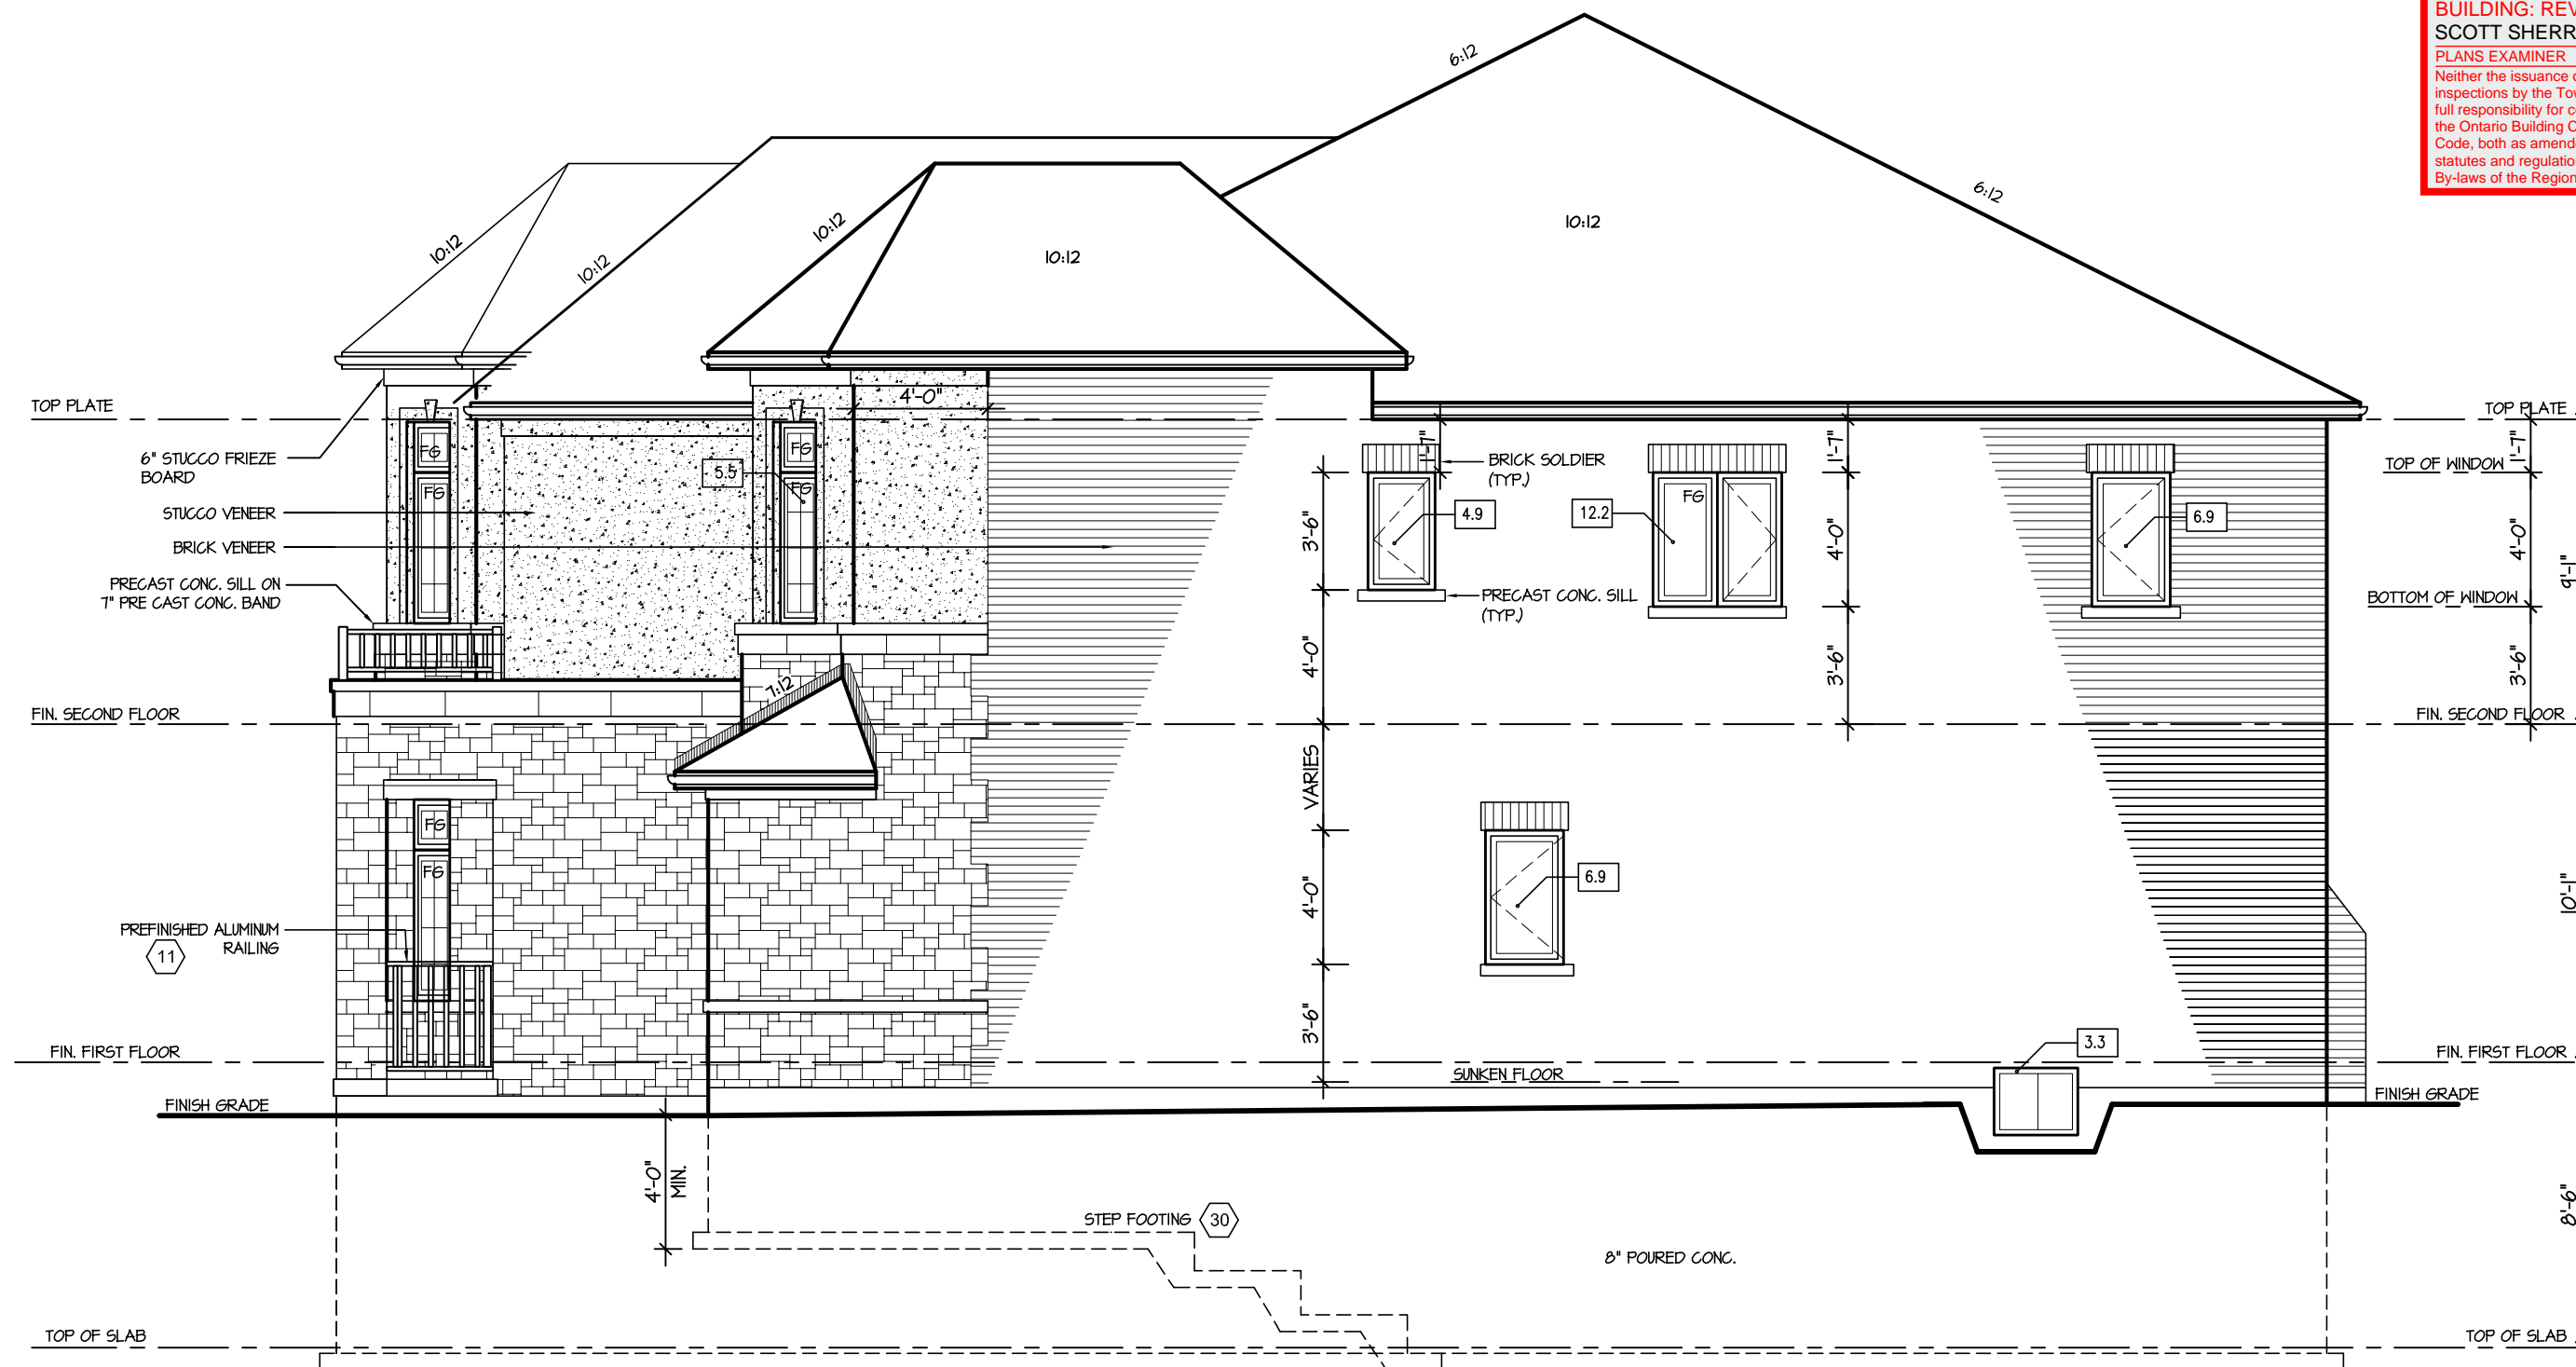 BUILDING: REV
SCOTT SHERR
PLANS EXAMINER
Neither the issuance
inspections by the Tow
full responsibility for
the Ontario Building
Code, both as amend
statutes and regulation
By-laws of the Region
6:12
6:12
10:12
10:12
10:12
10:12
10:12
TOP PLATE
4'-0"
TOP PLATE
6" STUCCO FRIEZE
BOARD
STUCCO VENEER
BRICK VENEER
PRECAST CONC. SILL ON
7" PRE CAST CONC. BAND
FG
FG
5.5
FG
FG
1'-7"
BRICK SOLDIER
(TYP.)
4.9
12.2
FG
1'-7"
6.9
TOP OF WINDOW
1'-7"
3'-6"
4'-0"
4'-0"
9'-1"
PRECAST CONC. SILL
(TYP.)
BOTTOM OF WINDOW
4'-0"
3'-6"
3'-6"
7:12
FIN. SECOND FLOOR
FIN. SECOND FLOOR
VARIES
FG
FG
4'-0"
6.9
10'-1"
PREFINISHED ALUMINUM
RAILING
11
3'-6"
FIN. FIRST FLOOR
3.3
FIN. FIRST FLOOR
SUNKEN FLOOR
FINISH GRADE
FINISH GRADE
4'-0"
MIN.
STEP FOOTING
30
8'-6"
8" POURED CONC.
TOP OF SLAB
TOP OF SLAB